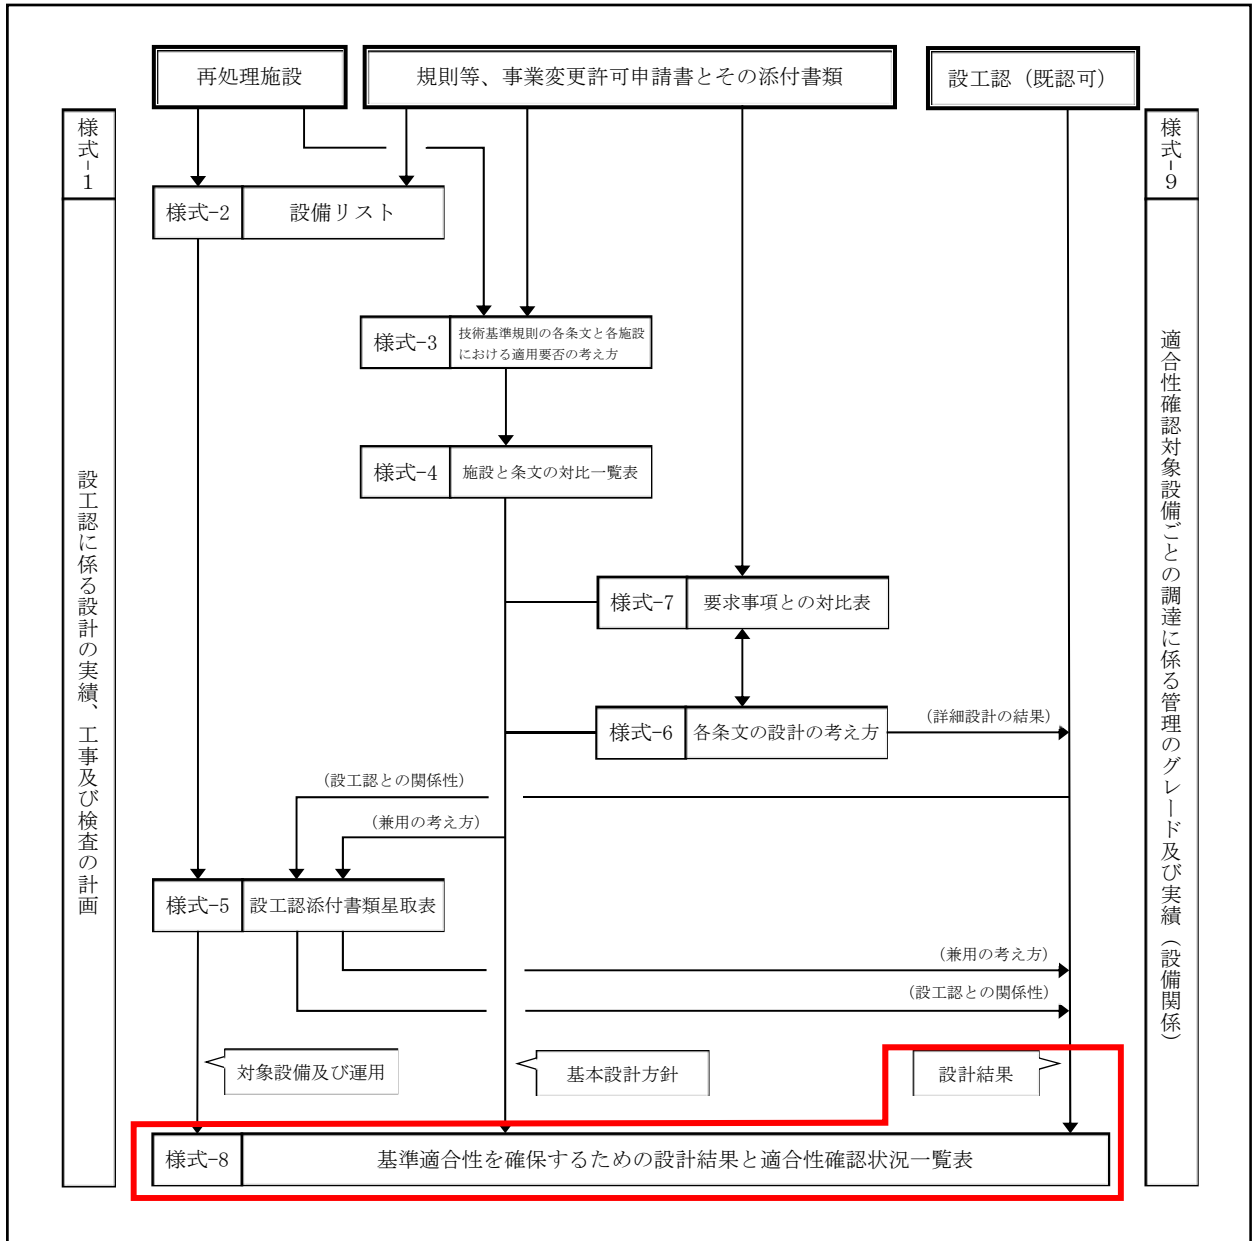 再処理施設
規則等、事業変更許可申請書とその添付書類
設工認（既認可）
様式-1
設工認に係る設計の実績、工事及び検査の計画
様式-9
適合性確認対象設備ごとの調達に係る管理のグレード及び実績（設備関係）
様式-2
設備リスト
様式-3
技術基準規則の各条文と各施設
における適用要否の考え方
様式-4
施設と条文の対比一覧表
様式-7
要求事項との対比表
様式-6
各条文の設計の考え方
(詳細設計の結果)
(設工認との関係性)
(兼用の考え方)
様式-5
設工認添付書類星取表
(兼用の考え方)
(設工認との関係性)
対象設備及び運用
基本設計方針
設計結果
様式-8
基準適合性を確保するための設計結果と適合性確認状況一覧表